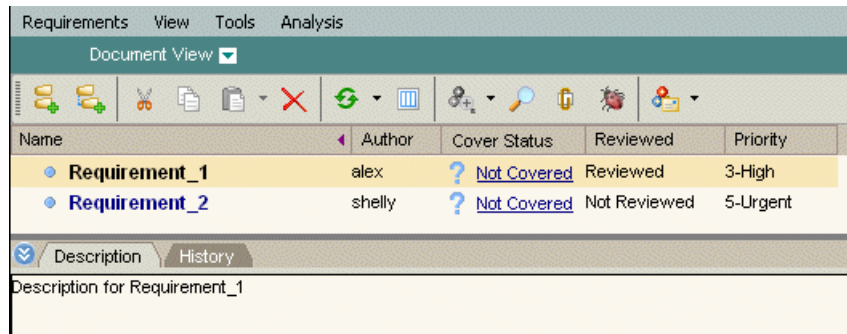 Requirements View Tools Analysis
Document View
Name Author Cover Status Reviewed Priority
Requirement_1 alex ? Not Covered Reviewed 3-High
Requirement_2 shelly ? Not Covered Not Reviewed 5-Urgent
Description History
Description for Requirement_1